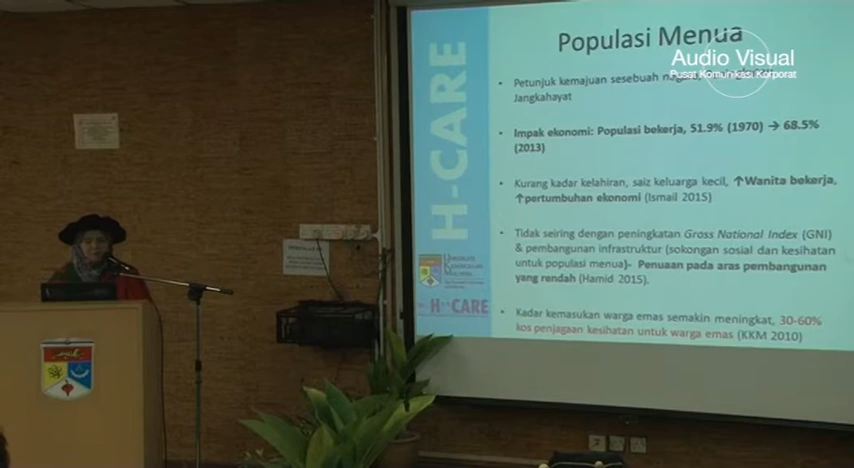 Populasi Menua
Audio Visual
Pusat Komunikasi Korporat
• Petunjuk kemajuan sesebuah
Jangkahayat
• Impak ekonomi: Populasi bekerja, 51.9% (1970) → 68.5%
(2013)
• Kurang kadar kelahiran, saiz keluarga kecil, ↑Wanita bekerja,
↑pertumbuhan ekonomi (Ismail 2015)
• Tidak seiring dengan peningkatan Gross National Index (GNI)
& pembangunan infrastruktur (sokongan sosial dan kesihatan
untuk populasi menua)- Penuaan pada aras pembangunan
yang rendah (Hamid 2015).
• Kadar kemasukan warga emas semakin meningkat, 30-60%
kos penjagaan kesihatan untuk warga emas (KKM 2010)
H-CARE
H-CARE